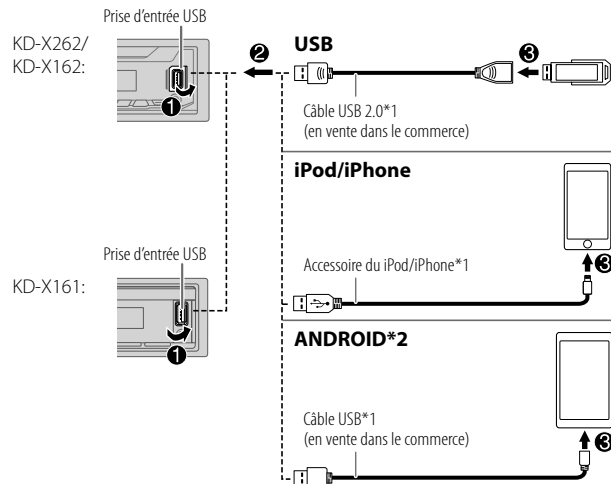 Prise d'entrée USB
KD-X262/
KD-X162:
❶
❷
USB
❸
Câble USB 2.0*1
(en vente dans le commerce)
iPod/iPhone
Accessoire du iPod/iPhone*1
❸
Prise d'entrée USB
KD-X161:
❶
ANDROID*2
Câble USB*1
(en vente dans le commerce)
❸